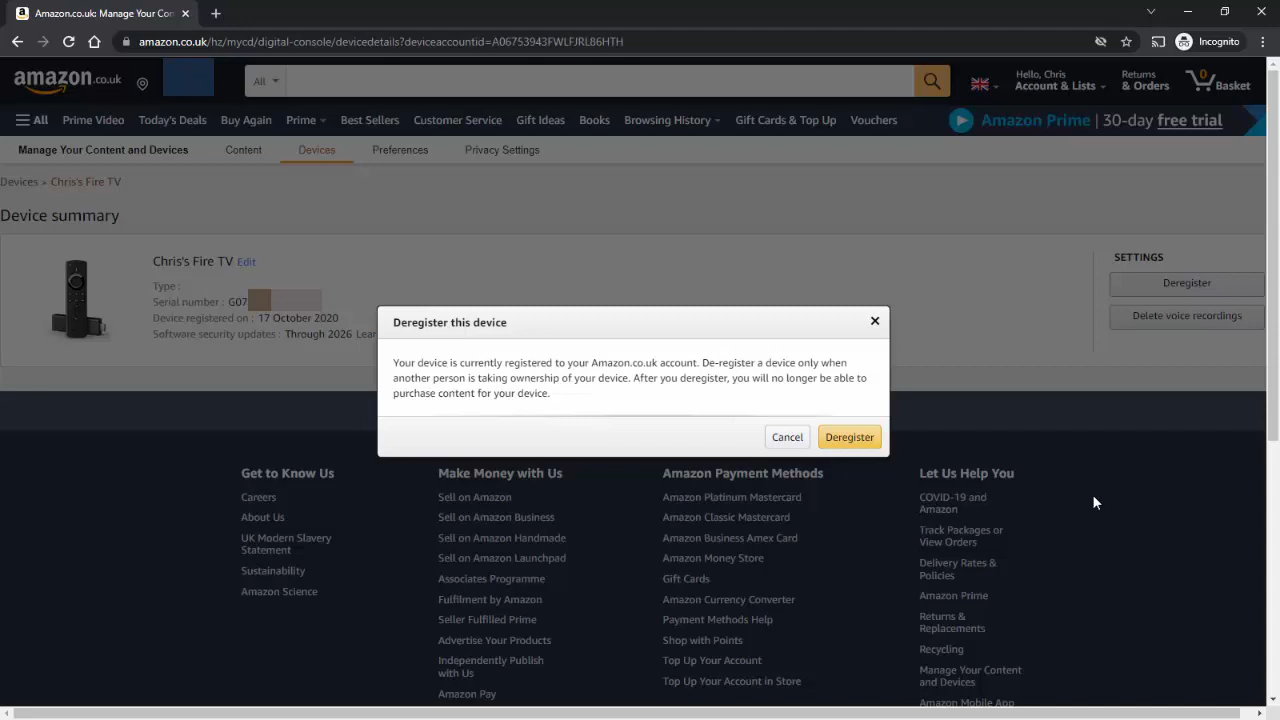 Amazon.co.uk Manage Your Con
amazon.co.uk/hz/mycd/digital-console/devicedetails?deviceaccountid=A06753943FWLFJRL86HTH
Incognito
amazon.co.uk
All
Hello, Chris
Account & Lists
Returns
& Orders
0
Basket
All
Prime Video
Today's Deals
Buy Again
Prime
Best Sellers
Customer Service
Gift Ideas
Books
Browsing History
Gift Cards & Top Up
Vouchers
Amazon Prime | 30-day free trial
Manage Your Content and Devices
Content
Devices
Preferences
Privacy Settings
Devices » Chris's Fire TV
Device summary
Chris's Fire TV Edit
Type :
Serial number : G07
Device registered on : 17 October 2020
Software security updates : Through 2026 Lear
SETTINGS
Deregister
Delete voice recordings
Deregister this device
Your device is currently registered to your Amazon.co.uk account. De-register a device only when
another person is taking ownership of your device. After you deregister, you will no longer be able to
purchase content for your device.
Cancel
Deregister
Get to Know Us
Careers
About Us
UK Modern Slavery
Statement
Sustainability
Amazon Science
Make Money with Us
Sell on Amazon
Sell on Amazon Business
Sell on Amazon Handmade
Sell on Amazon Launchpad
Associates Programme
Fulfilment by Amazon
Seller Fulfilled Prime
Advertise Your Products
Independently Publish
with Us
Amazon Pay
Amazon Payment Methods
Amazon Platinum Mastercard
Amazon Classic Mastercard
Amazon Business Amex Card
Amazon Money Store
Gift Cards
Amazon Currency Converter
Payment Methods Help
Shop with Points
Top Up Your Account
Top Up Your Account in Store
Let Us Help You
COVID-19 and
Amazon
Track Packages or
View Orders
Delivery Rates &
Policies
Amazon Prime
Returns &
Replacements
Recycling
Manage Your Content
and Devices
Amazon Mobile App